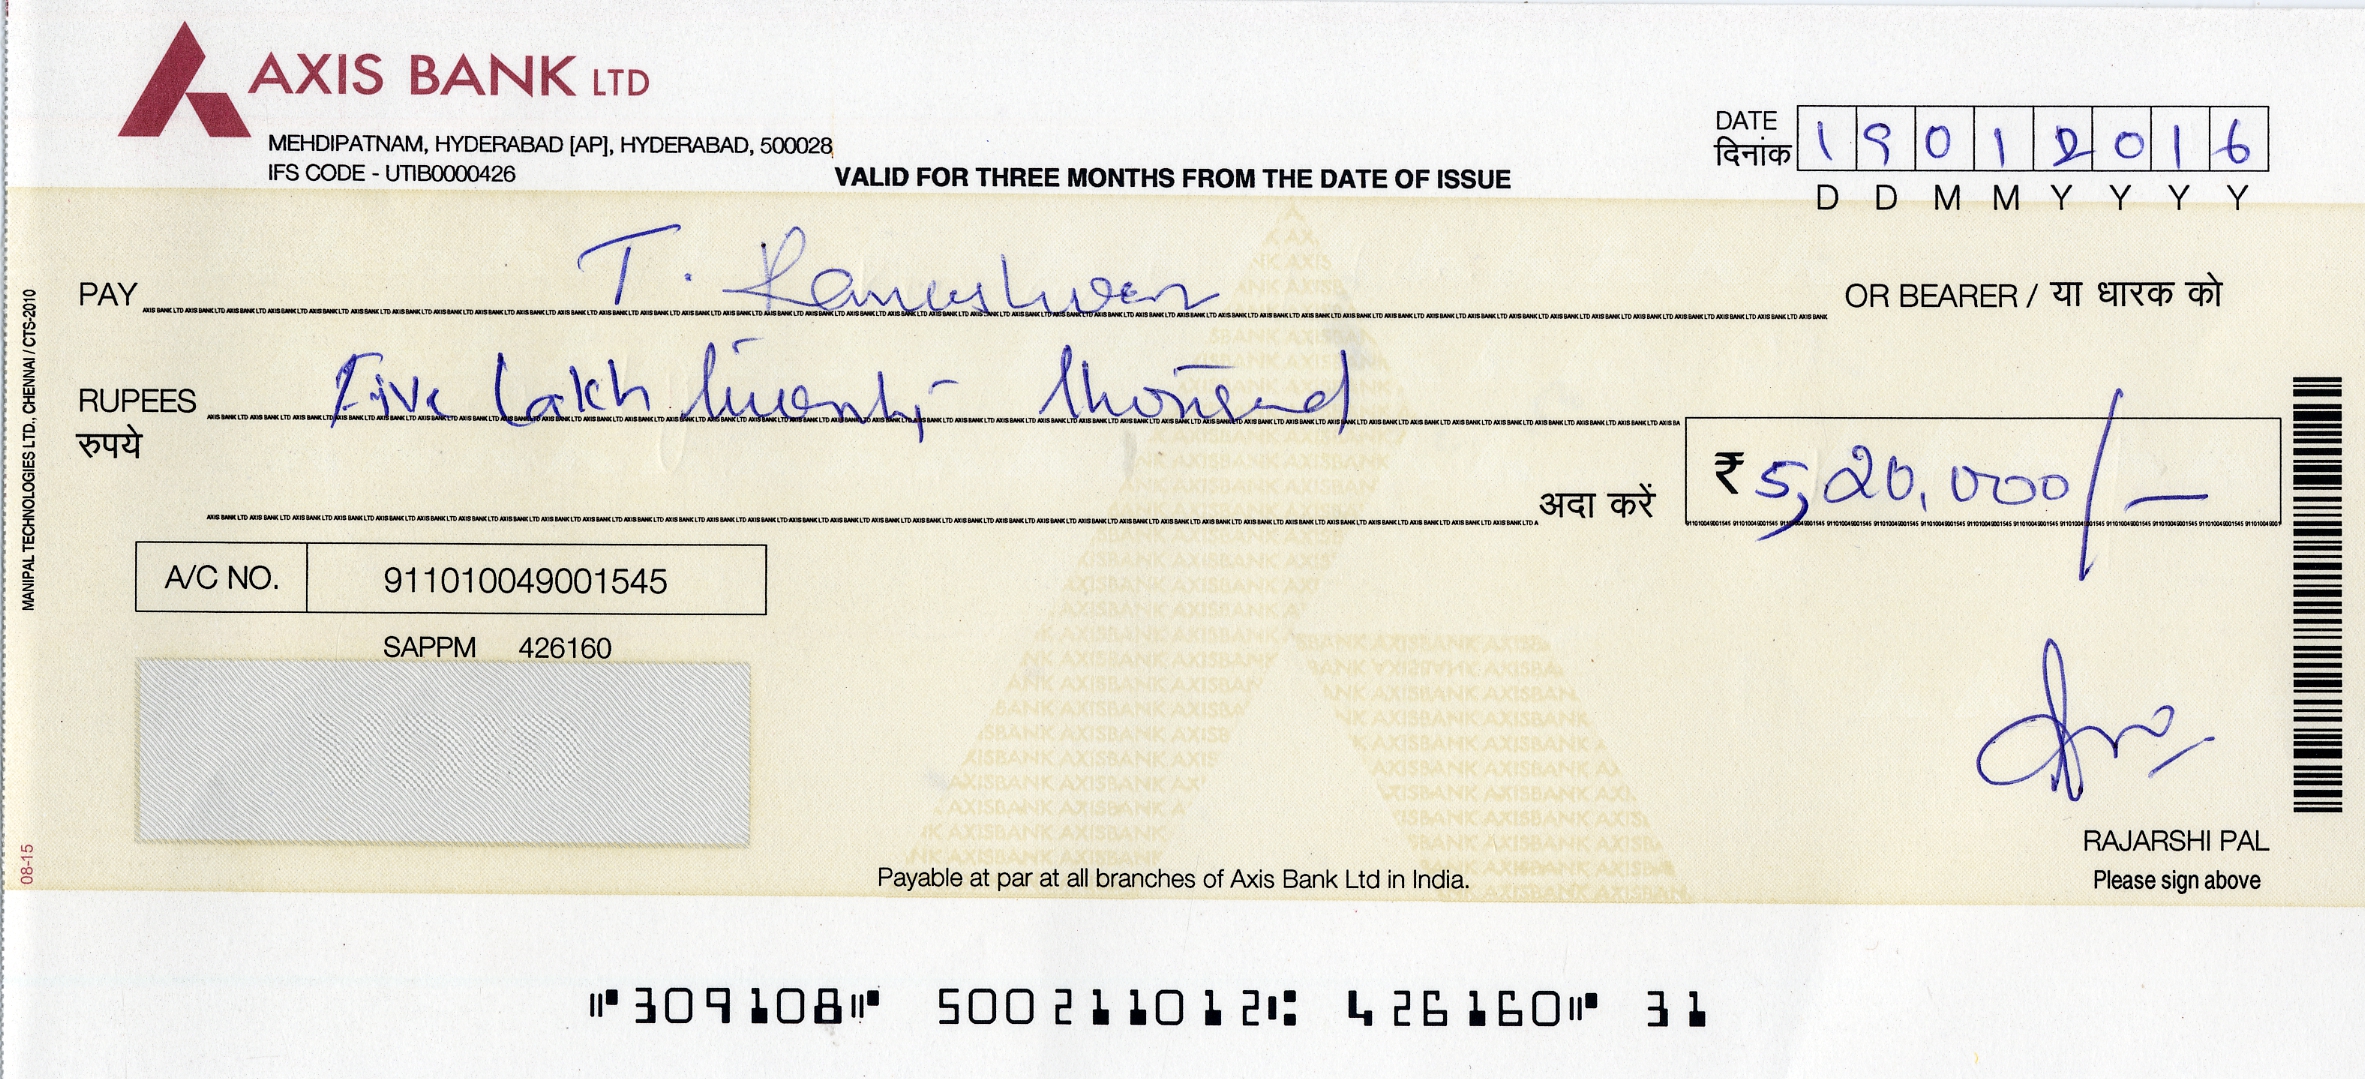 AXIS BANK LTD
MEHDIPATNAM, HYDERABAD [AP], HYDERABAD, 500028
IFS CODE - UTIB0000426
VALID FOR THREE MONTHS FROM THE DATE OF ISSUE
DATE
दिनांक
1 9 0 1 2 0 1 6
D D M M Y Y Y Y
PAY T. Rameshwar OR BEARER / या धारक को
RUPEES Five Lakh twenty thousand
रुपये
अदा करें ₹ 5,20,000/-
A/C NO. 911010049001545
SAPPM 426160
VOID
RAJARSHI PAL
Please sign above
Payable at par at all branches of Axis Bank Ltd in India.
MANIPAL TECHNOLOGIES LTD., CHENNAI / CTS-2010
08-15
⑈309108⑈ 500211012⑆ 426160⑈ 31